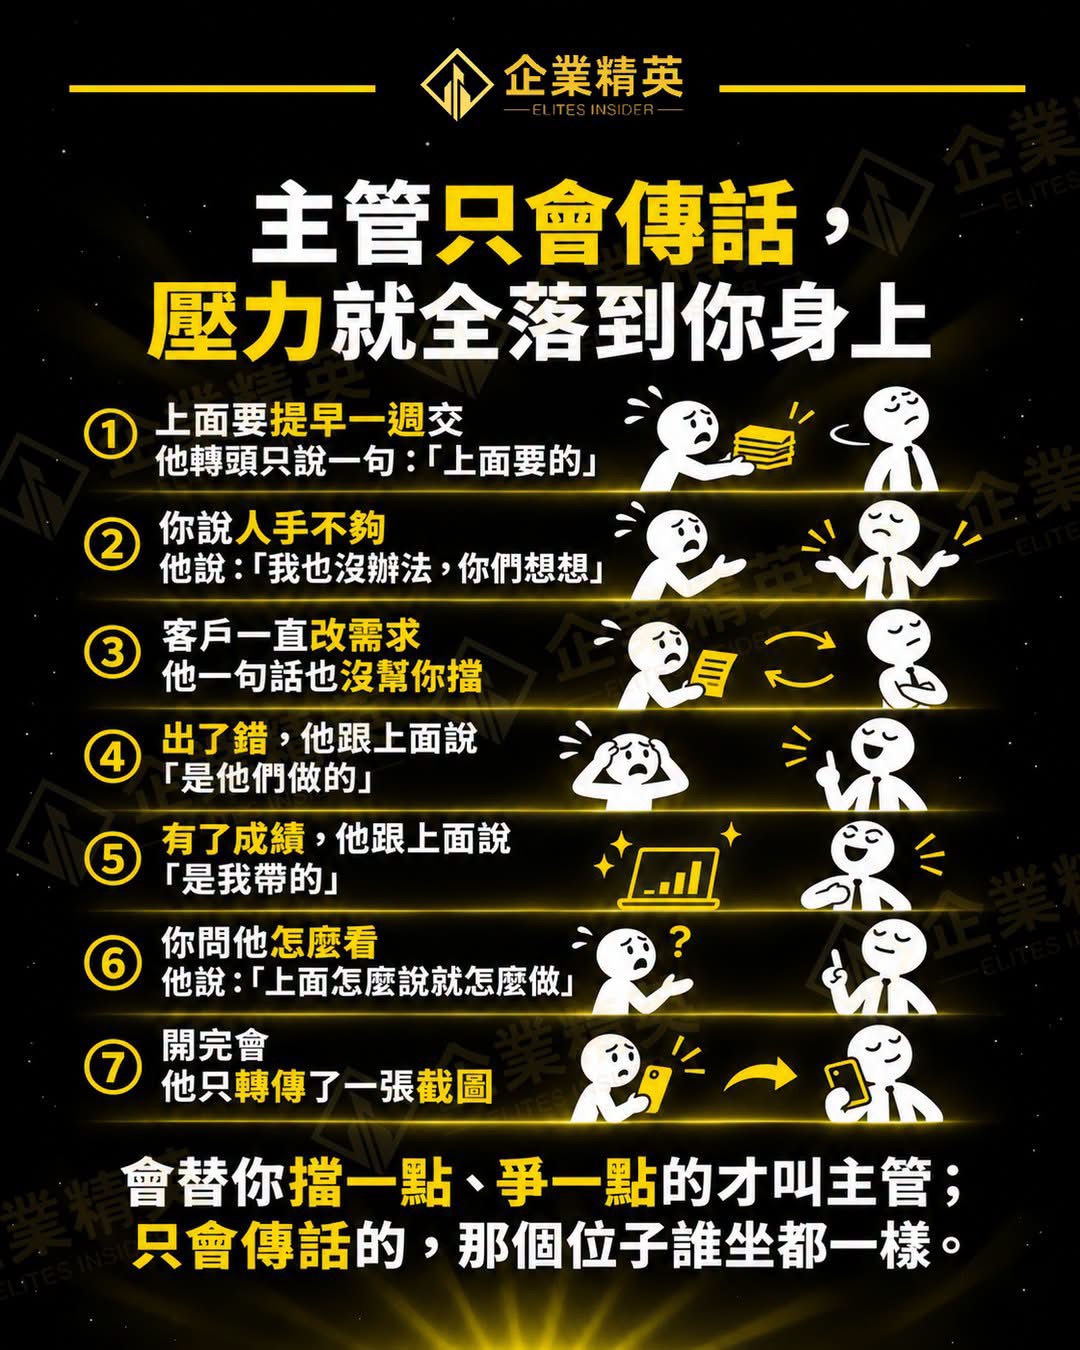 企業精英
ELITES INSIDER
主管只會傳話，
壓力就全落到你身上
① 上面要提早一週交
他轉頭只說一句：「上面要的」
② 你說人手不夠
他說：「我也沒辦法，你們想想」
③ 客戶一直改需求
他一句話也沒幫你擋
④ 出了錯，他跟上面說
「是他們做的」
⑤ 有了成績，他跟上面說
「是我帶的」
⑥ 你問他怎麼看
他說：「上面怎麼說就怎麼做」
?
⑦ 開完會
他只轉傳了一張截圖
會替你擋一點、爭一點的才叫主管；
只會傳話的，那個位子誰坐都一樣。